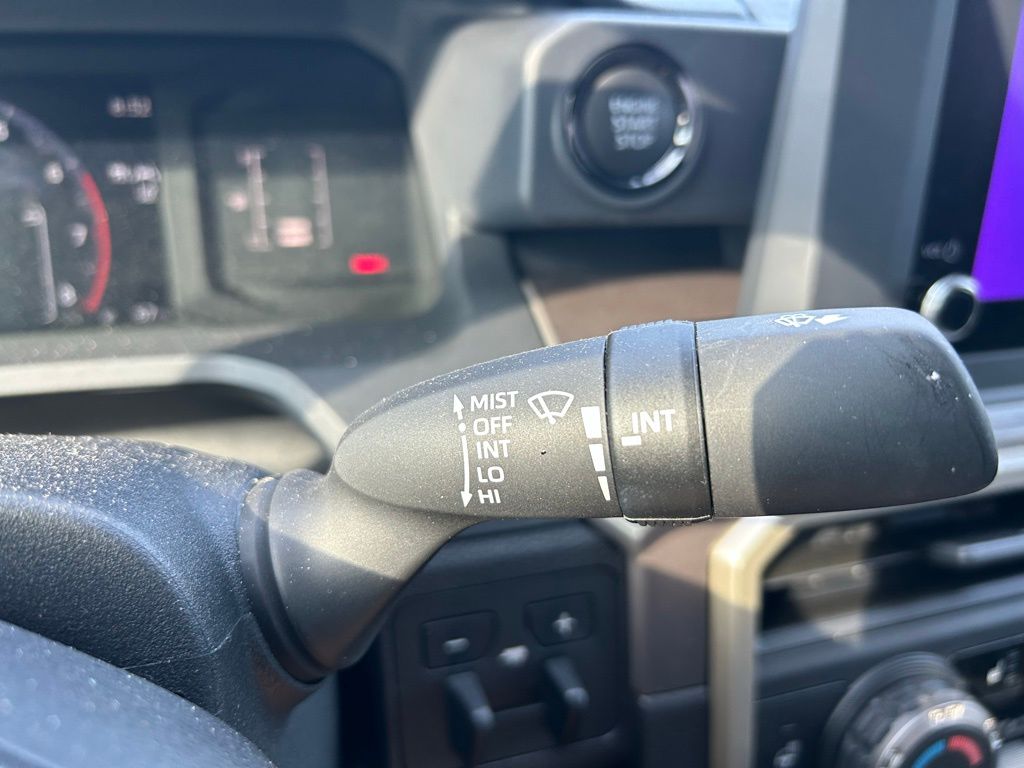 ENGINE
START
STOP
MIST
OFF
INT
LO
HI
INT